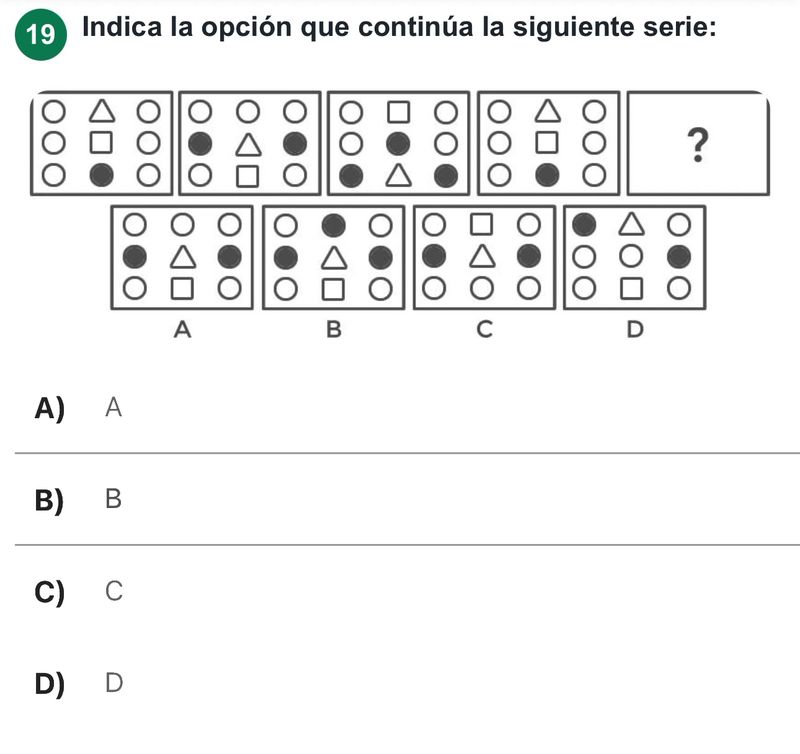 19 Indica la opción que continúa la siguiente serie:
?
A B C D
A) A
B) B
C) C
D) D